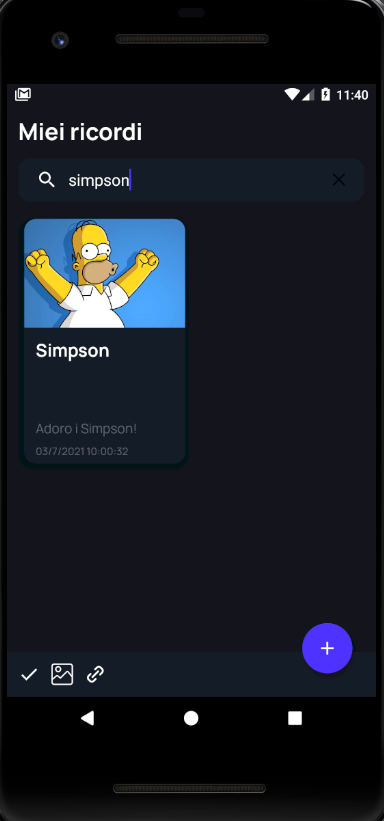 11:40
Miei ricordi
simpson
Simpson
Adoro i Simpson!
03/7/2021 10:00:32